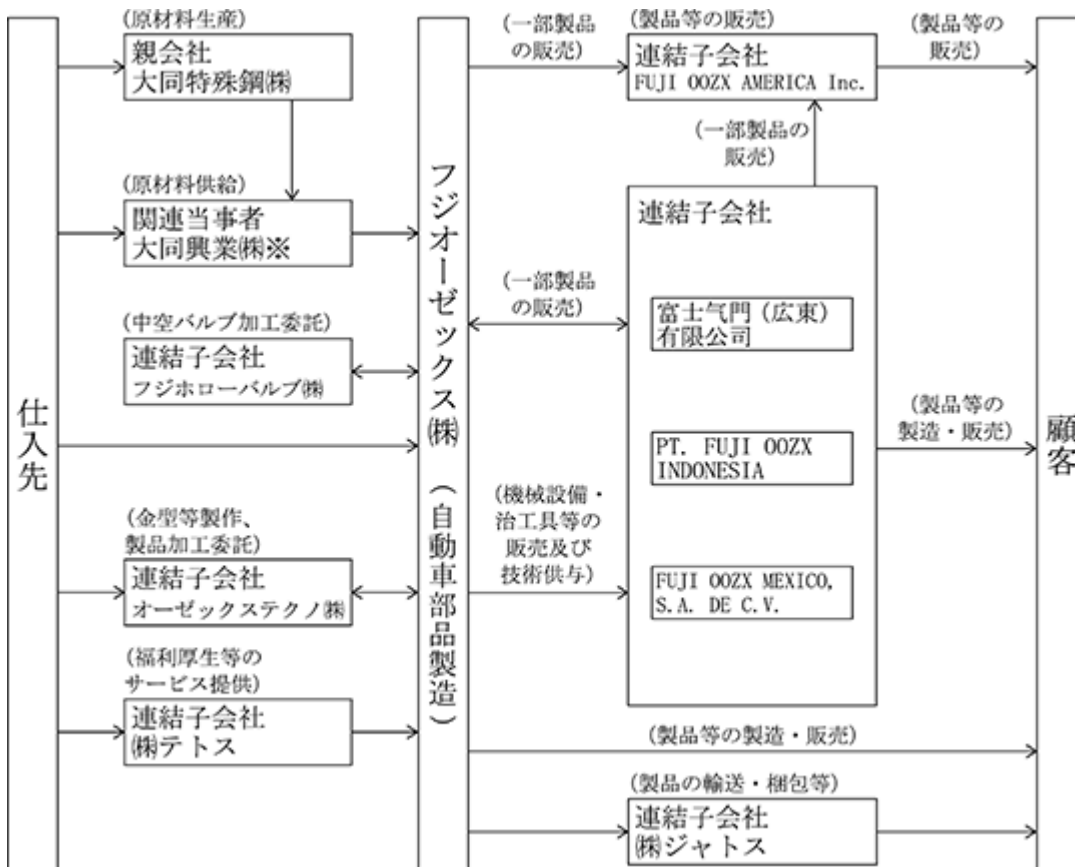 仕入先
(原材料生産)
親会社
大同特殊鋼㈱
(原材料供給)
関連当事者
大同興業㈱※
(中空バルブ加工委託)
連結子会社
フジホローバルブ㈱
(金型等製作、
製品加工委託)
連結子会社
オーゼックステクノ㈱
(福利厚生等の
サービス提供)
連結子会社
㈱テトス
フジオーゼックス㈱ (自動車部品製造)
(一部製品
の販売)
(一部製品
の販売)
(機械設備・
治工具等の
販売及び
技術供与)
(製品等の販売)
連結子会社
FUJI OOZX AMERICA Inc.
(一部製品の
販売)
連結子会社
富士气門 (広東)
有限公司
PT. FUJI OOZX
INDONESIA
FUJI OOZX MEXICO,
S.A. DE C.V.
(製品等の製造・販売)
(製品の輸送・梱包等)
連結子会社
㈱ジャトス
(製品等の
販売)
(製品等の
製造・販売)
顧客